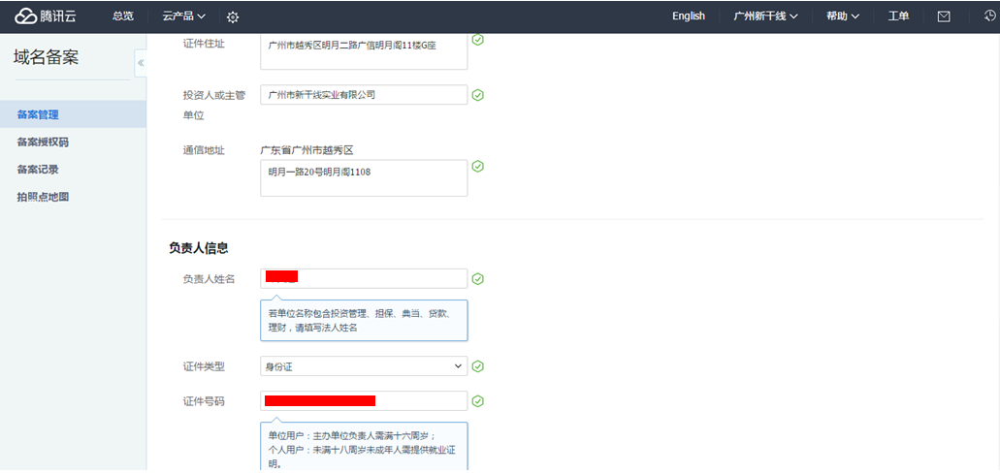 腾讯云 总览 云产品 English 广州新干线 帮助 工单
域名备案
«
备案管理
备案授权码
备案记录
拍照点地图
证件住址
广州市越秀区明月二路广信明月阁11楼G座
投资人或主管
单位
广州市新干线实业有限公司
通信地址
广东省广州市越秀区
明月一路20号明月阁1108
负责人信息
负责人姓名
若单位名称包含投资管理、担保、典当、贷款、
理财，请填写法人姓名
证件类型
身份证
证件号码
单位用户：主办单位负责人需满十六周岁；
个人用户：未满十八周岁未成年人需提供就业证
明。